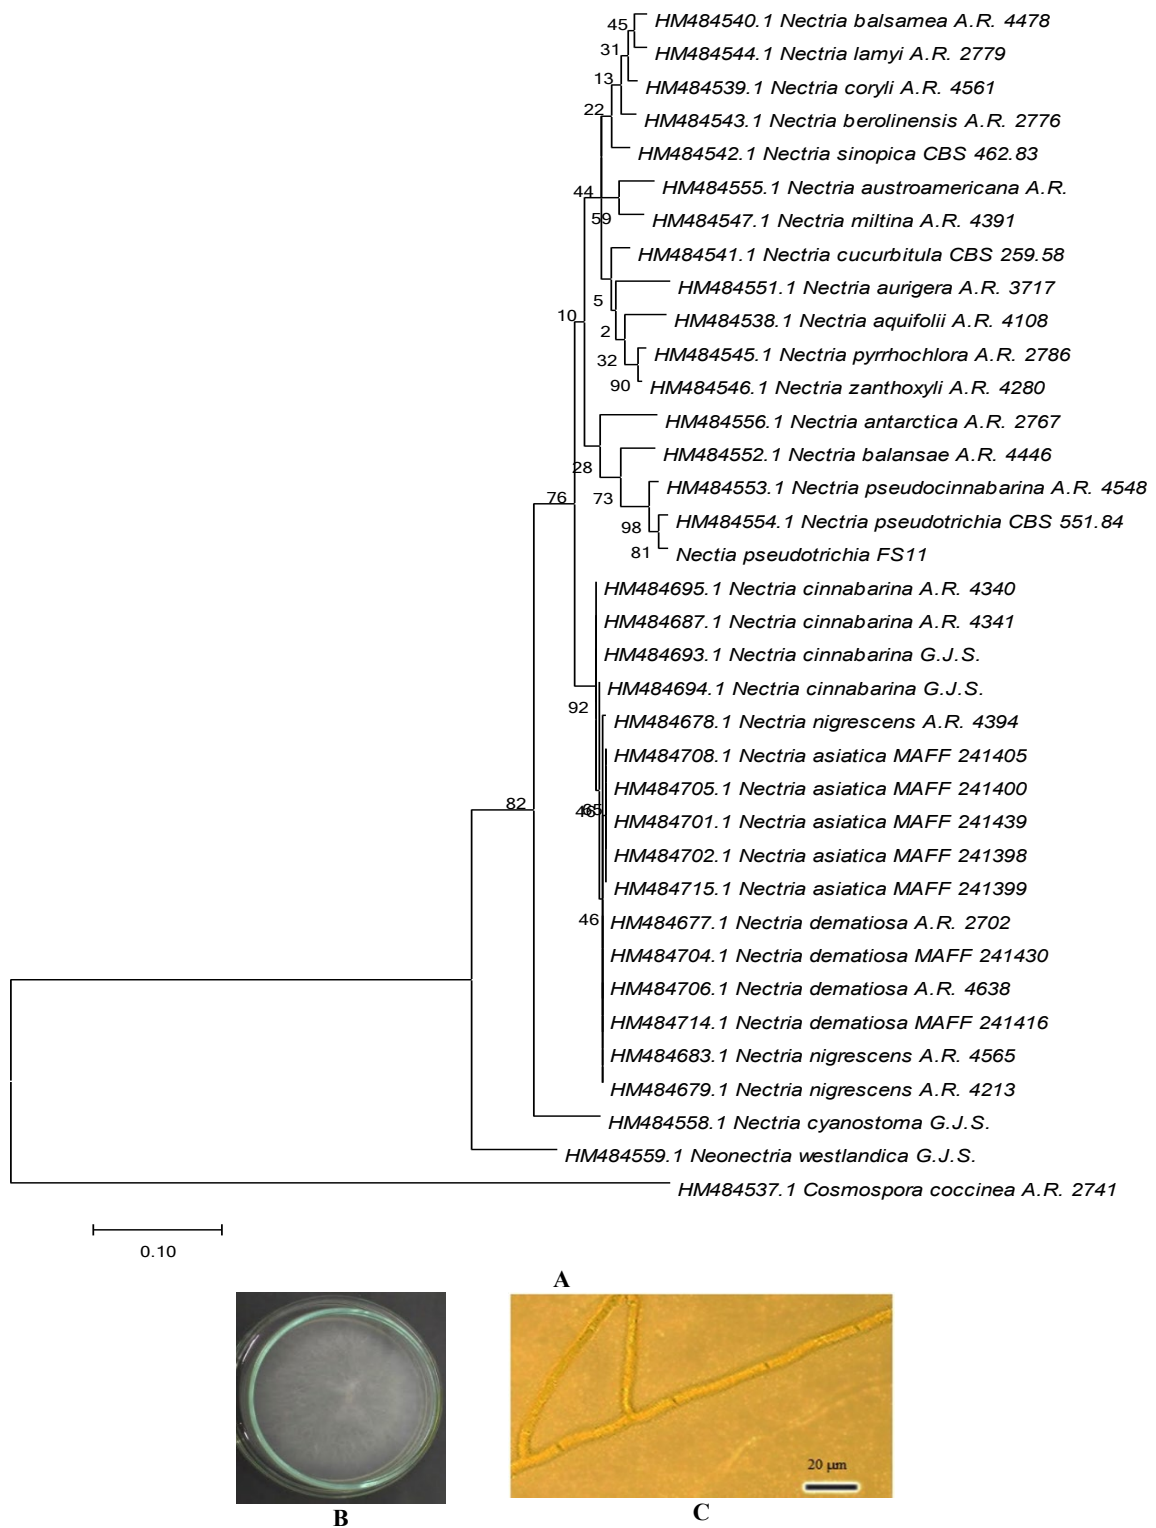 45
HM484540.1 Nectria balsamea A.R. 4478
31
HM484544.1 Nectria lamyi A.R. 2779
13
HM484539.1 Nectria coryli A.R. 4561
22
HM484543.1 Nectria berolinensis A.R. 2776
HM484542.1 Nectria sinopica CBS 462.83
44
HM484555.1 Nectria austroamericana A.R.
59
HM484547.1 Nectria miltina A.R. 4391
HM484541.1 Nectria cucurbitula CBS 259.58
5
HM484551.1 Nectria aurigera A.R. 3717
10
HM484538.1 Nectria aquifolii A.R. 4108
2
32
HM484545.1 Nectria pyrrhochlora A.R. 2786
90
HM484546.1 Nectria zanthoxyli A.R. 4280
HM484556.1 Nectria antarctica A.R. 2767
28
HM484552.1 Nectria balansae A.R. 4446
76
73
HM484553.1 Nectria pseudocinnabarina A.R. 4548
98
HM484554.1 Nectria pseudotrichia CBS 551.84
81
Nectia pseudotrichia FS11
HM484695.1 Nectria cinnabarina A.R. 4340
HM484687.1 Nectria cinnabarina A.R. 4341
HM484693.1 Nectria cinnabarina G.J.S.
HM484694.1 Nectria cinnabarina G.J.S.
92
HM484678.1 Nectria nigrescens A.R. 4394
HM484708.1 Nectria asiatica MAFF 241405
HM484705.1 Nectria asiatica MAFF 241400
82
46
65
HM484701.1 Nectria asiatica MAFF 241439
HM484702.1 Nectria asiatica MAFF 241398
HM484715.1 Nectria asiatica MAFF 241399
46
HM484677.1 Nectria dematiosa A.R. 2702
HM484704.1 Nectria dematiosa MAFF 241430
HM484706.1 Nectria dematiosa A.R. 4638
HM484714.1 Nectria dematiosa MAFF 241416
HM484683.1 Nectria nigrescens A.R. 4565
HM484679.1 Nectria nigrescens A.R. 4213
HM484558.1 Nectria cyanostoma G.J.S.
HM484559.1 Neonectria westlandica G.J.S.
HM484537.1 Cosmospora coccinea A.R. 2741
0.10
A
20 µm
B
C